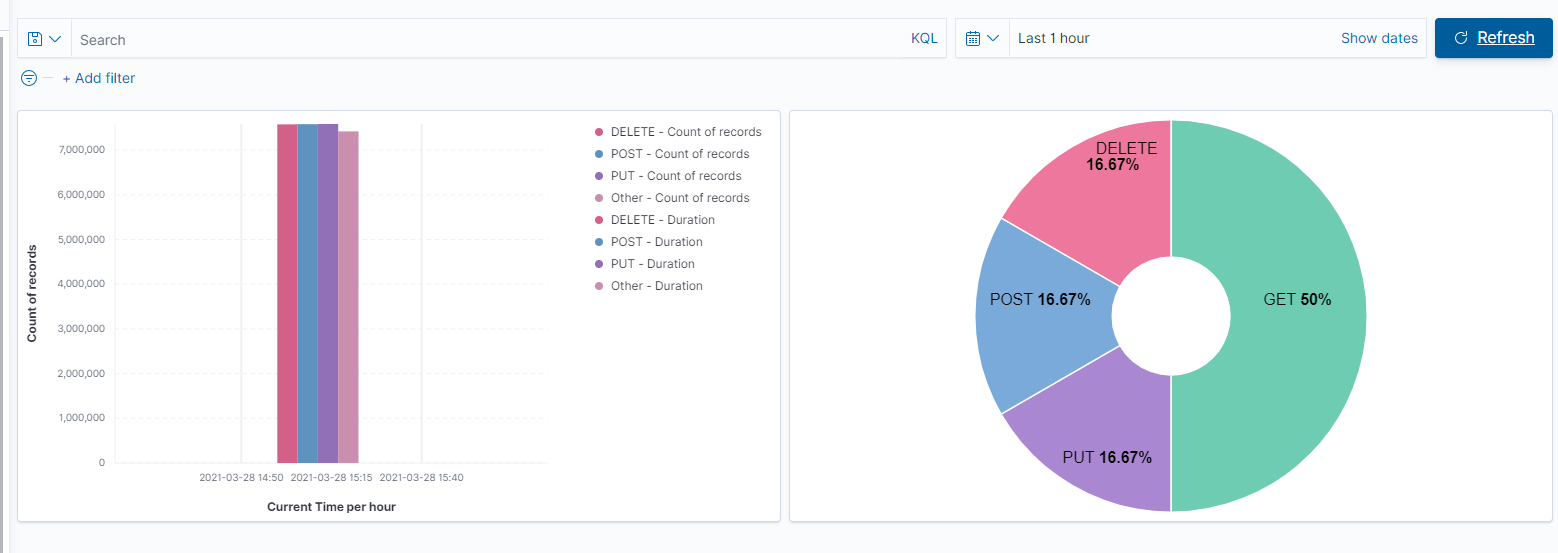 Search
KQL
Last 1 hour
Show dates
Refresh
+ Add filter
Count of records
7,000,000
6,000,000
5,000,000
4,000,000
3,000,000
2,000,000
1,000,000
0
2021-03-28 14:50
2021-03-28 15:15
2021-03-28 15:40
Current Time per hour
DELETE - Count of records
POST - Count of records
PUT - Count of records
Other - Count of records
DELETE - Duration
POST - Duration
PUT - Duration
Other - Duration
DELETE
16.67%
POST 16.67%
GET 50%
PUT 16.67%